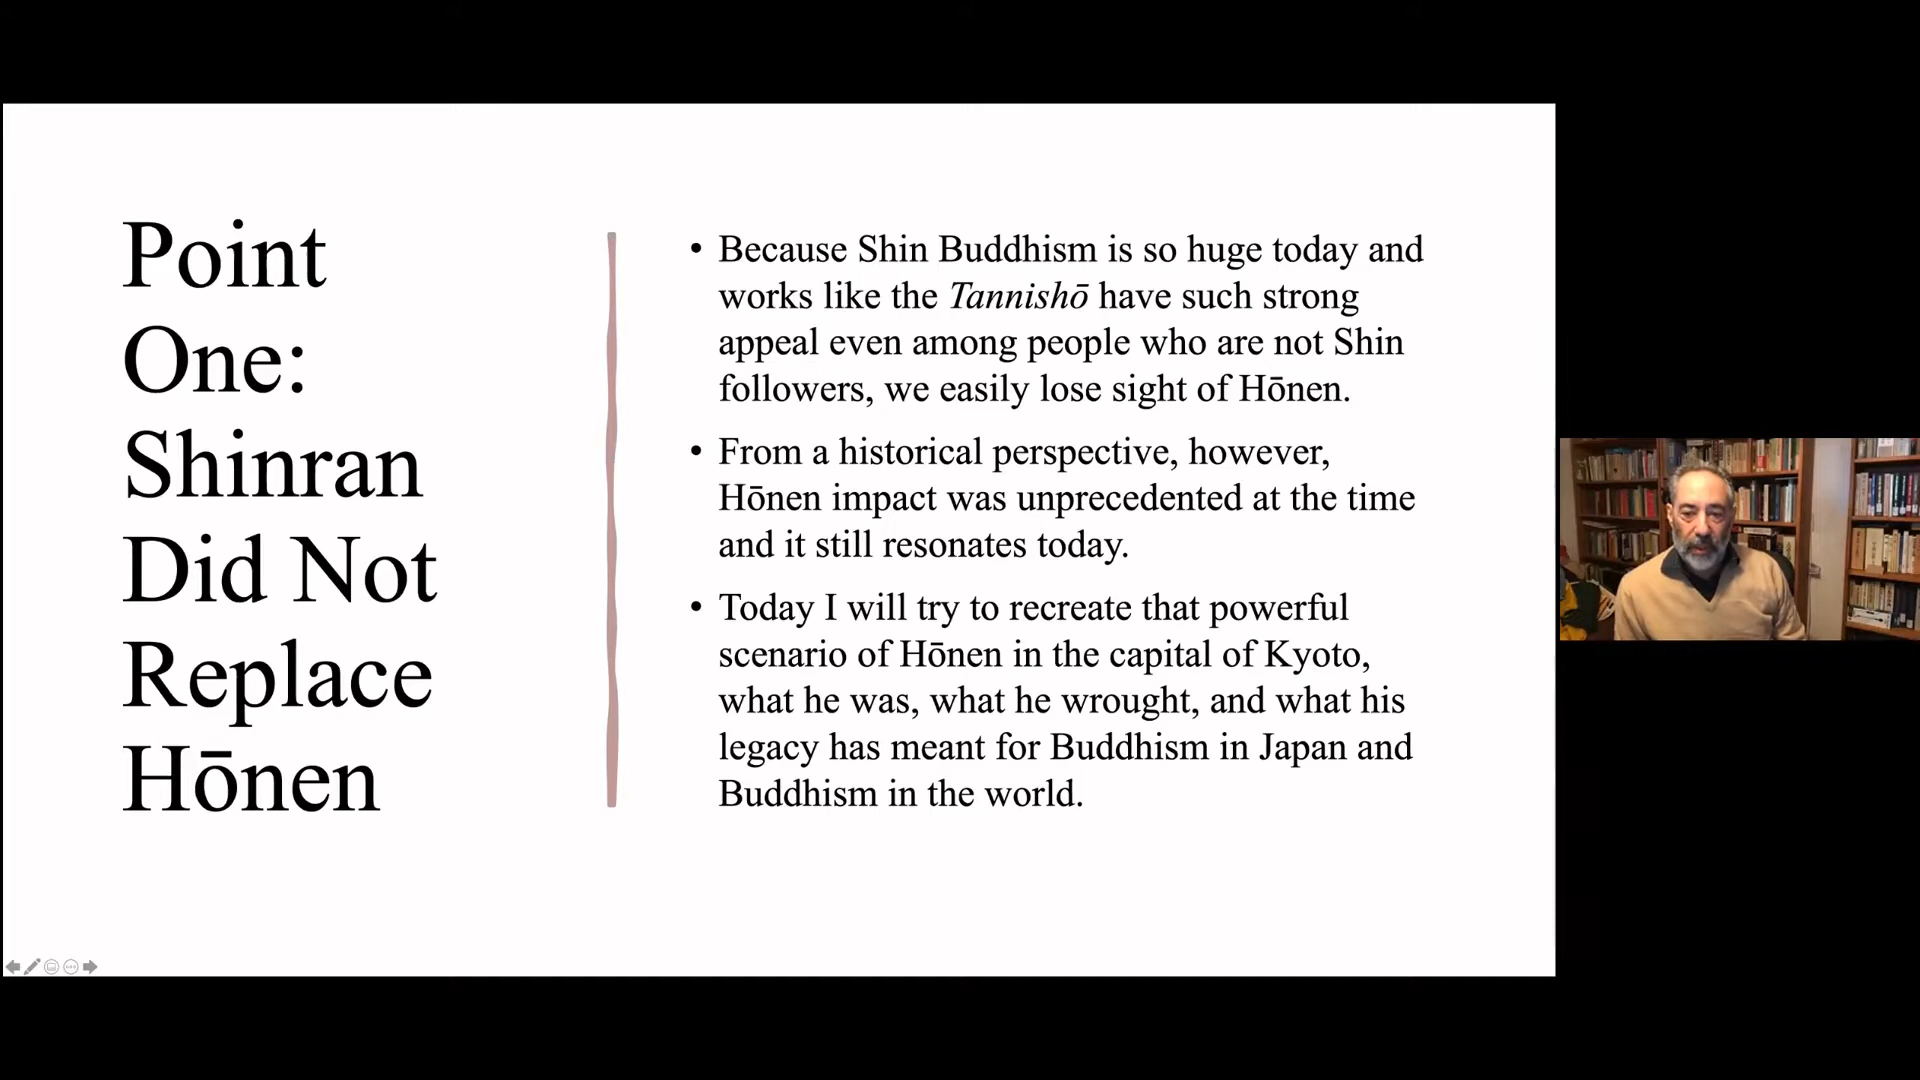 Point
One:
Shinran
Did Not
Replace
Hōnen
• Because Shin Buddhism is so huge today and
works like the Tannishō have such strong
appeal even among people who are not Shin
followers, we easily lose sight of Hōnen.
• From a historical perspective, however,
Hōnen impact was unprecedented at the time
and it still resonates today.
• Today I will try to recreate that powerful
scenario of Hōnen in the capital of Kyoto,
what he was, what he wrought, and what his
legacy has meant for Buddhism in Japan and
Buddhism in the world.